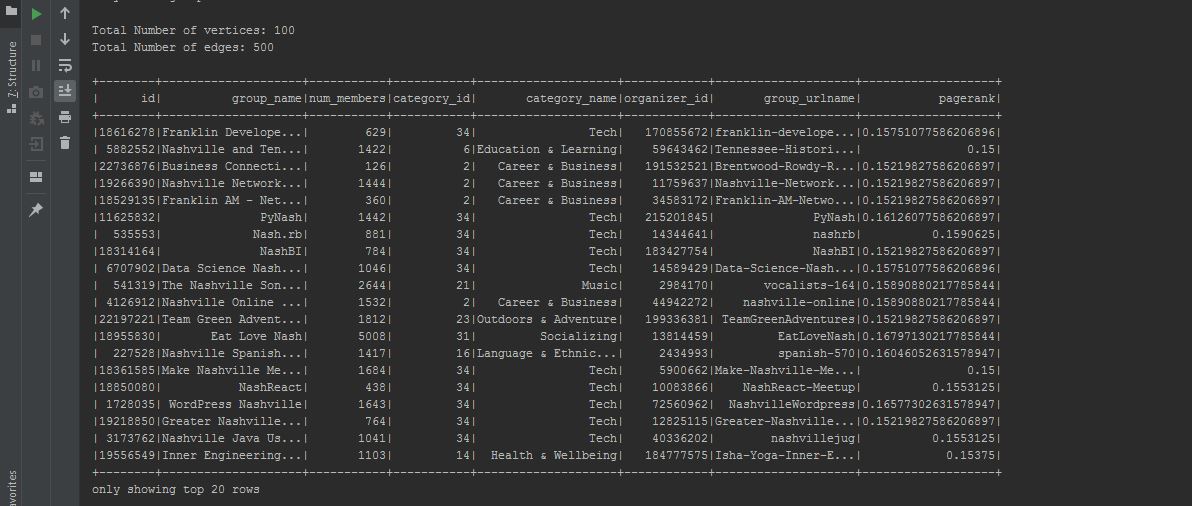 Total Number of vertices: 100
Total Number of edges: 500
+--------+--------------------+-----------+-----------+--------------------+------------+--------------------+-------------------+
|      id|          group_name|num_members|category_id|       category_name|organizer_id|       group_urlname|           pagerank|
+--------+--------------------+-----------+-----------+--------------------+------------+--------------------+-------------------+
|18616278|Franklin Develope...|        629|         34|                Tech|   170855672|franklin-develope...|0.15751077586206896|
| 5882552|Nashville and Ten...|       1422|          6|Education & Learning|    59643462|Tennessee-Histori...|               0.15|
|22736876|Business Connecti...|        126|          2|   Career & Business|   191532521|Brentwood-Rowdy-R...|0.15219827586206897|
|19266390|Nashville Network...|       1444|          2|   Career & Business|    11759637|Nashville-Network...|0.15219827586206897|
|18529135|Franklin AM - Net...|        360|          2|   Career & Business|    34583172|Franklin-AM-Netwo...|0.15219827586206897|
|11625832|              PyNash|       1442|         34|                Tech|   215201845|              PyNash|0.16126077586206897|
|  535553|             Nash.rb|        881|         34|                Tech|    14344641|              nashrb|          0.1590625|
|18314164|              NashBI|        784|         34|                Tech|   183427754|              NashBI|0.15219827586206897|
| 6707902|Data Science Nash...|       1046|         34|                Tech|    14589429|Data-Science-Nash...|0.15751077586206896|
|  541319|The Nashville Son...|       2644|         21|               Music|     2984170|       vocalists-164|0.15890880217785844|
| 4126912|Nashville Online ...|       1532|          2|   Career & Business|    44942272|    nashville-online|0.15890880217785844|
|22197221|Team Green Advent...|       1812|         23|Outdoors & Adventure|   199336381| TeamGreenAdventures|0.15219827586206897|
|18955830|       Eat Love Nash|       5008|         31|         Socializing|    13814459|         EatLoveNash|0.16797130217785844|
|  227528|Nashville Spanish...|       1417|         16|Language & Ethnic...|     2434993|         spanish-570|0.16046052631578947|
|18361585|Make Nashville Me...|       1684|         34|                Tech|     5900662|Make-Nashville-Me...|               0.15|
|18850080|           NashReact|        438|         34|                Tech|    10083866|    NashReact-Meetup|          0.1553125|
| 1728035| WordPress Nashville|       1643|         34|                Tech|    72560962|  NashvilleWordpress|0.16577302631578947|
|19218850|Greater Nashville...|        764|         34|                Tech|    12825115|Greater-Nashville...|0.15219827586206897|
| 3173762|Nashville Java Us...|       1041|         34|                Tech|    40336202|        nashvillejug|          0.1553125|
|19556549|Inner Engineering...|       1103|         14|  Health & Wellbeing|   184777575|Isha-Yoga-Inner-E...|            0.15375|
+--------+--------------------+-----------+-----------+--------------------+------------+--------------------+-------------------+
only showing top 20 rows
7: Structure